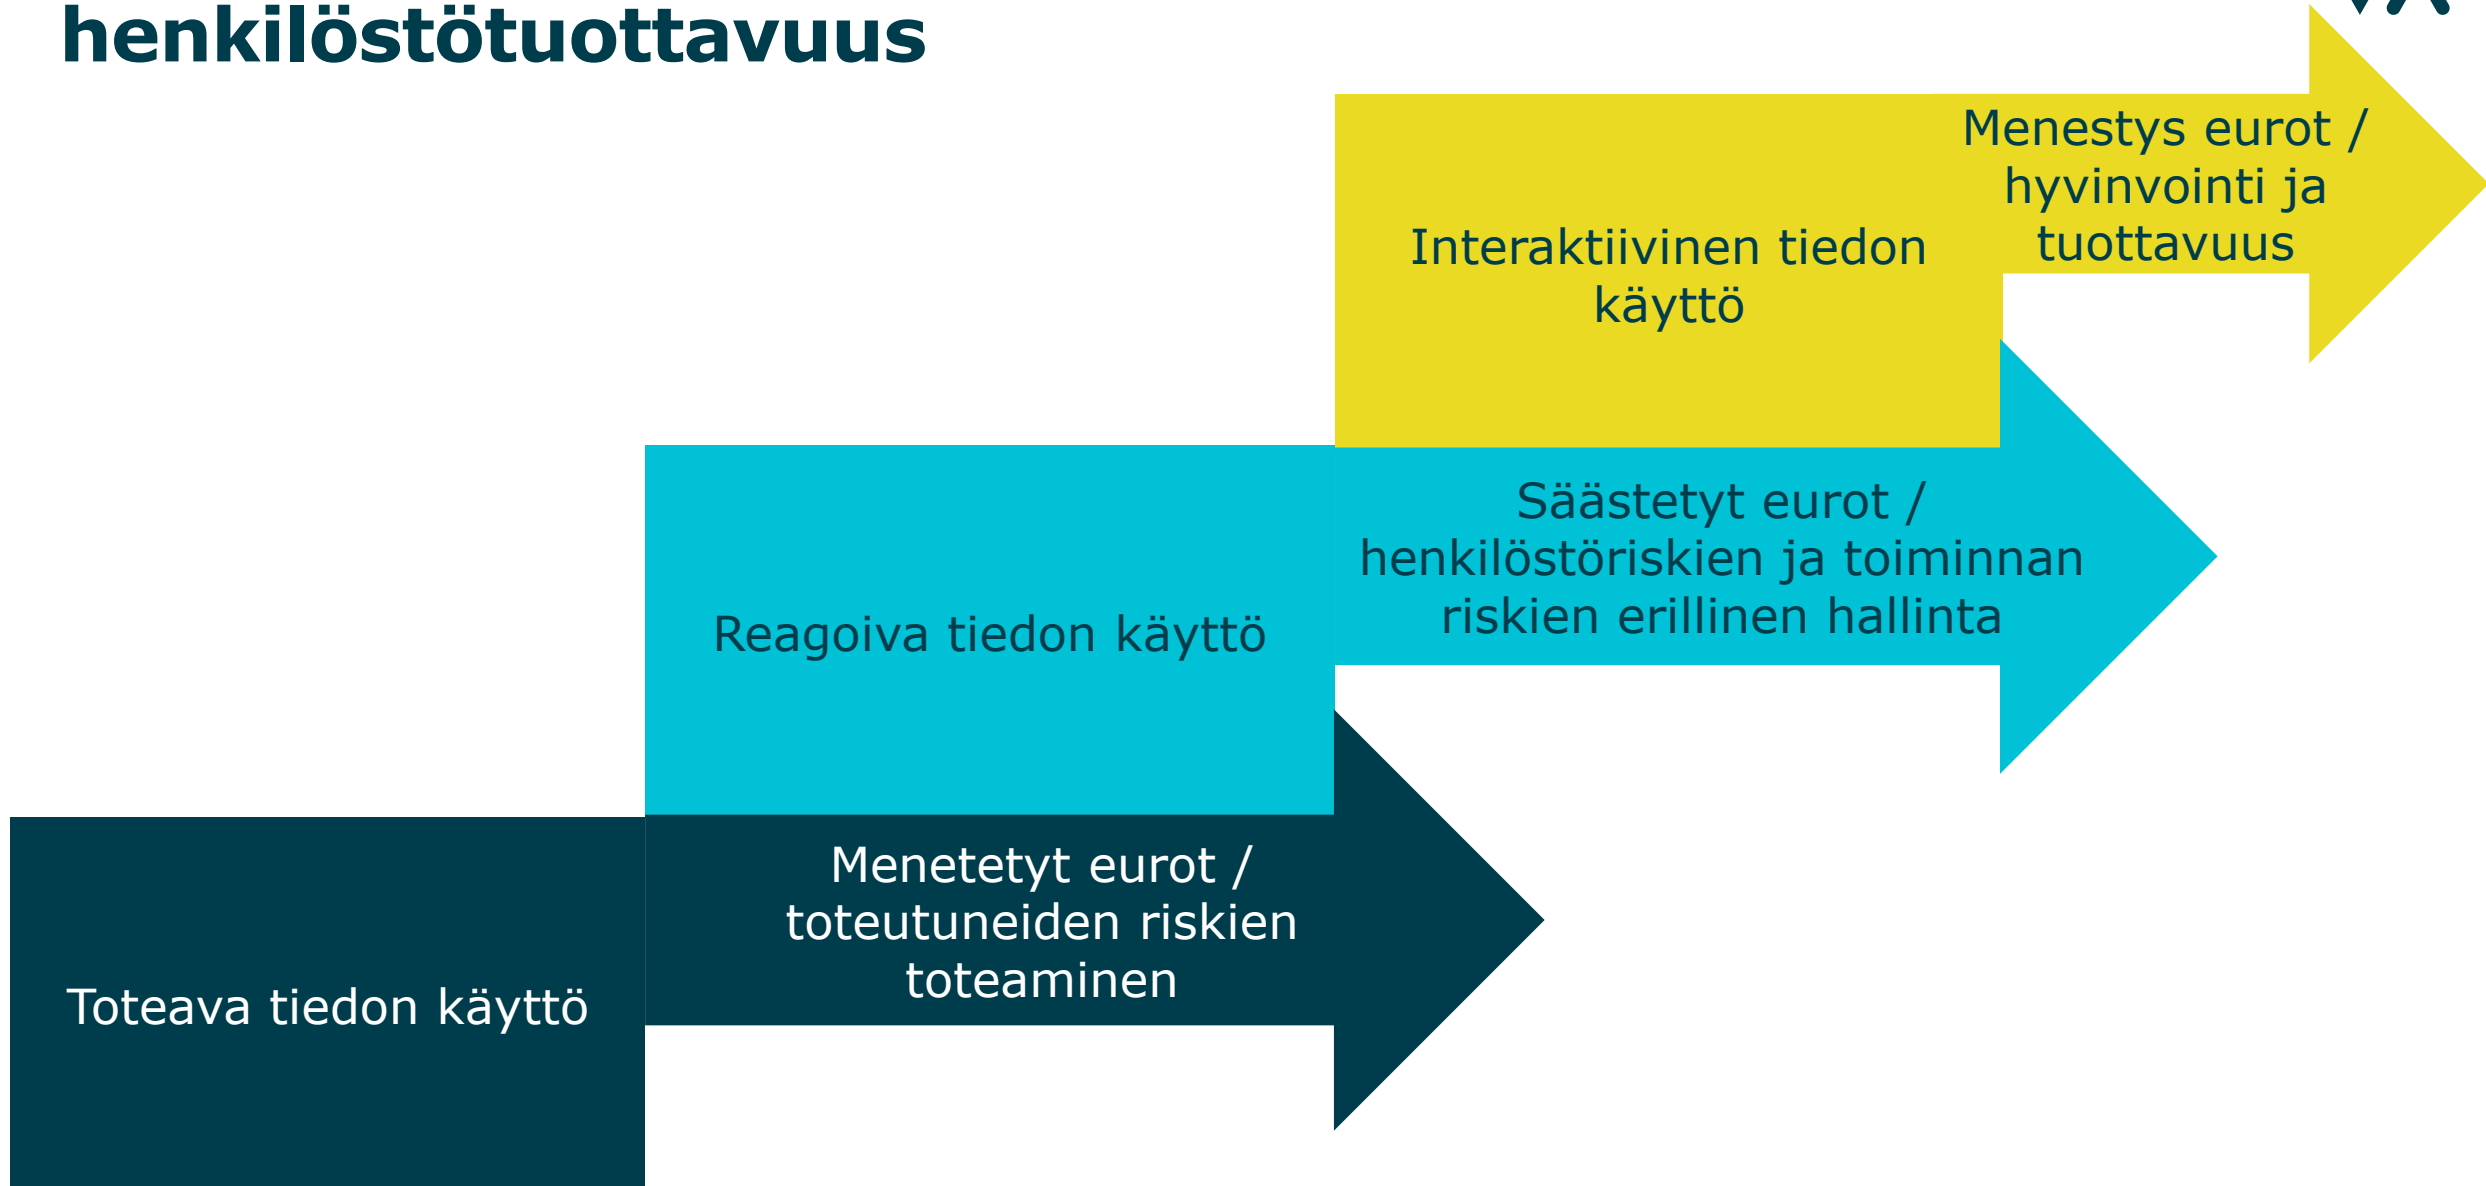 henkilöstötuottavuus
Menestys eurot /
hyvinvointi ja
tuottavuus
Interaktiivinen tiedon
käyttö
Säästetyt eurot /
henkilöstöriskien ja toiminnan
riskien erillinen hallinta
Reagoiva tiedon käyttö
Menetetyt eurot /
toteutuneiden riskien
toteaminen
Toteava tiedon käyttö